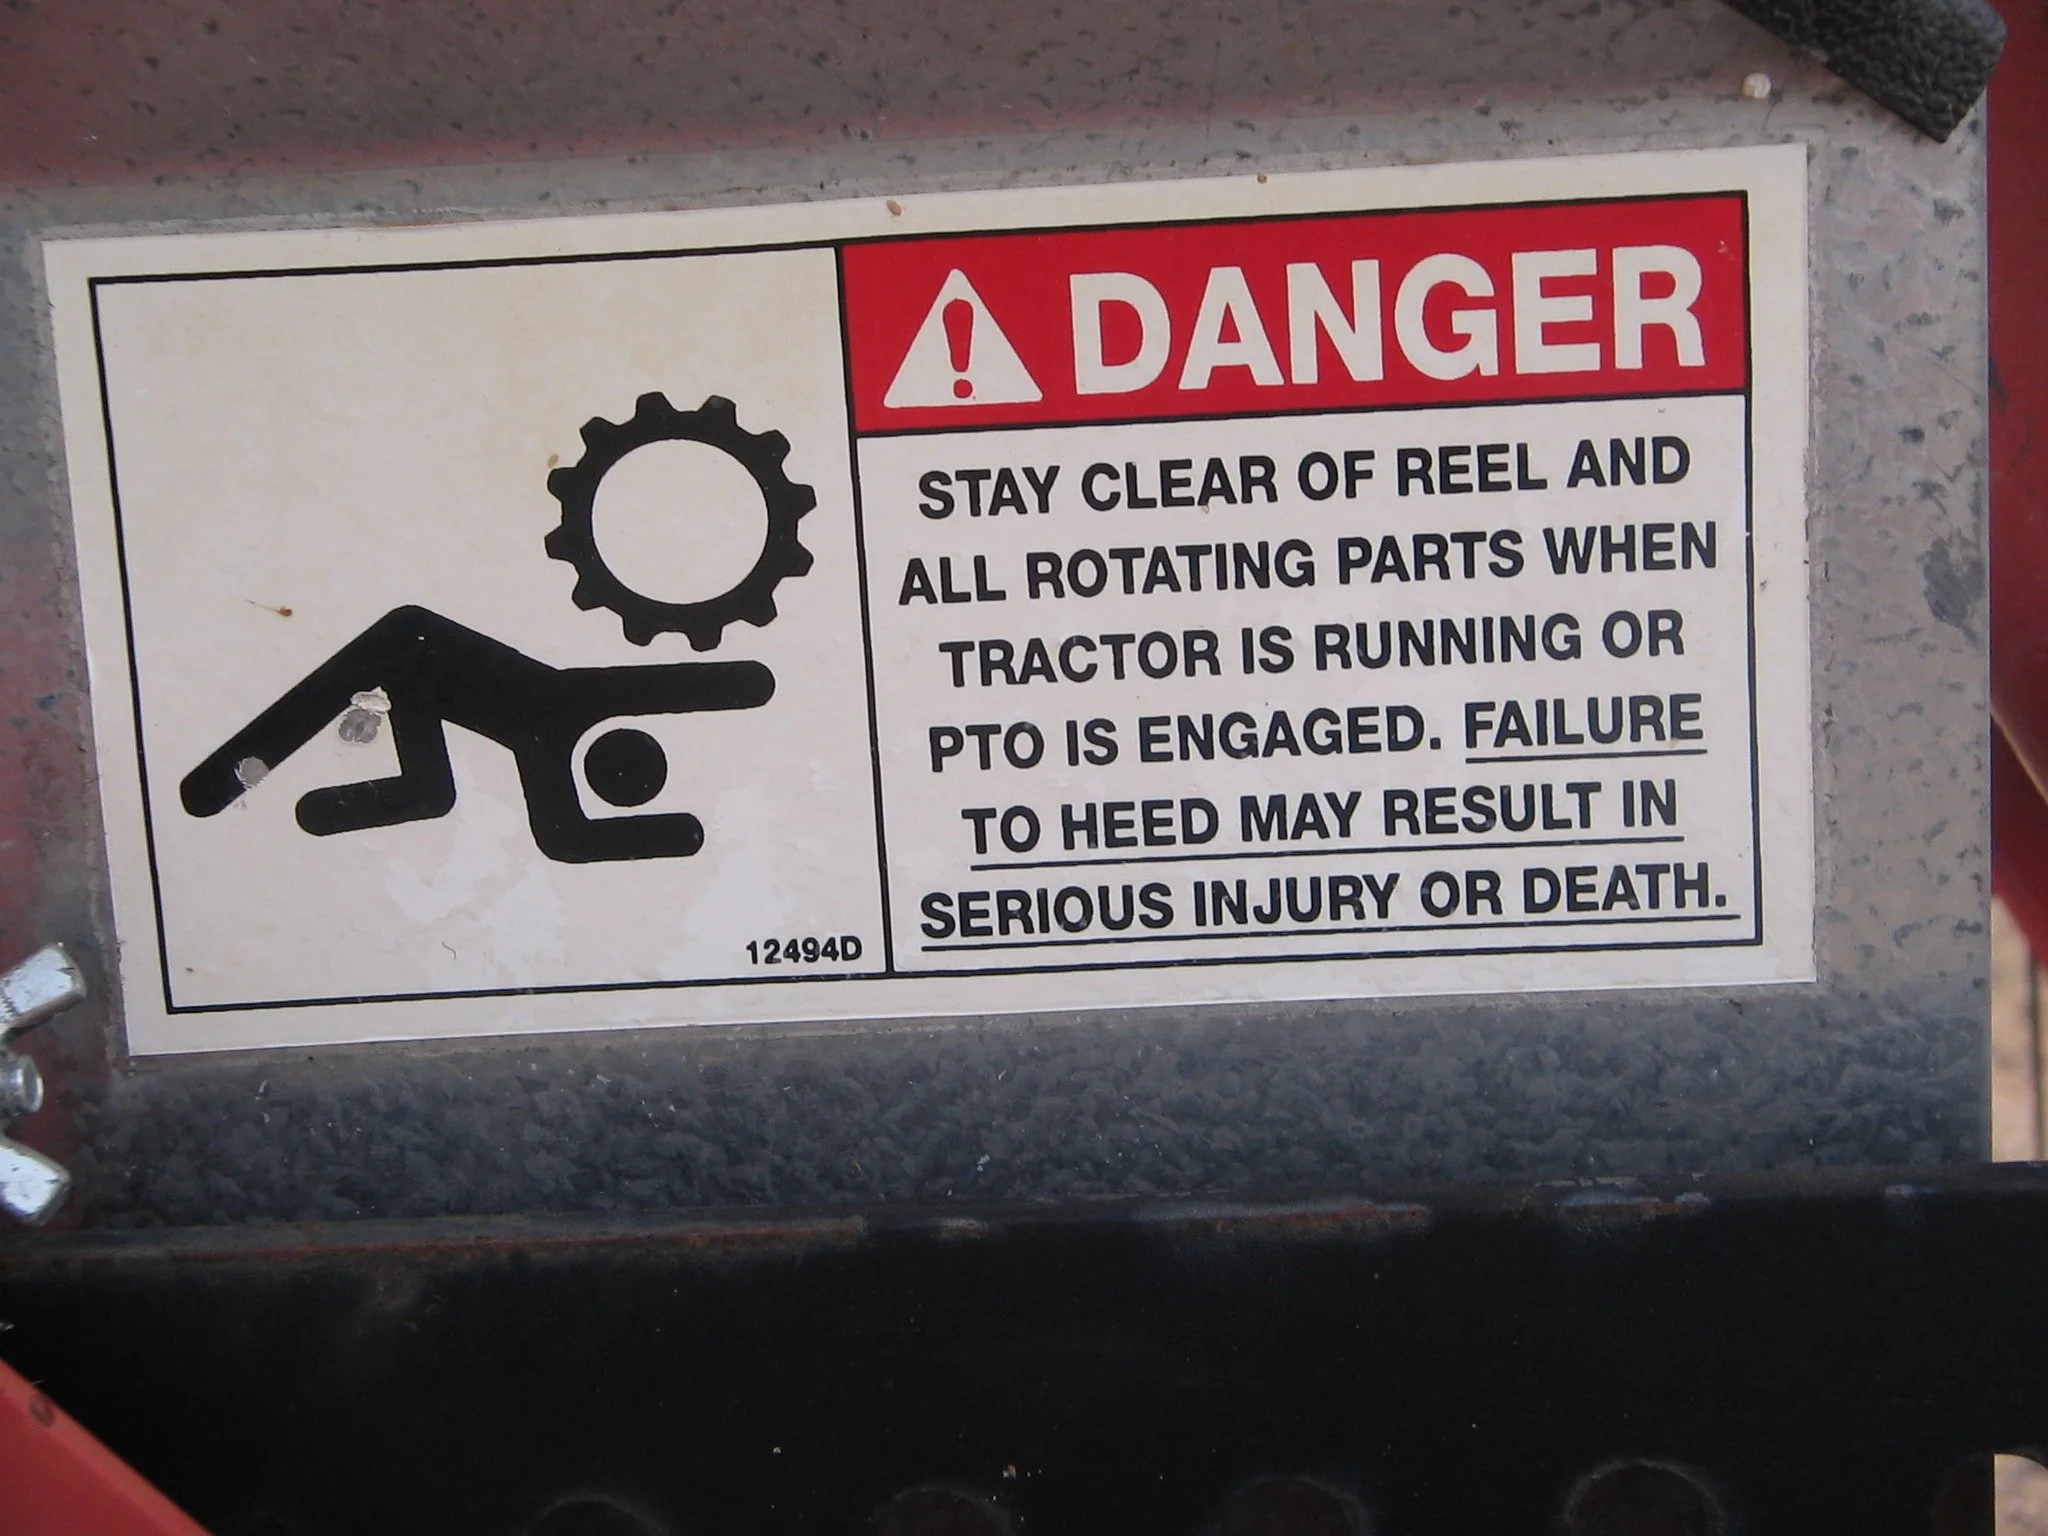 DANGER
STAY CLEAR OF REEL AND
ALL ROTATING PARTS WHEN
TRACTOR IS RUNNING OR
PTO IS ENGAGED. FAILURE
TO HEED MAY RESULT IN
SERIOUS INJURY OR DEATH.
12494D